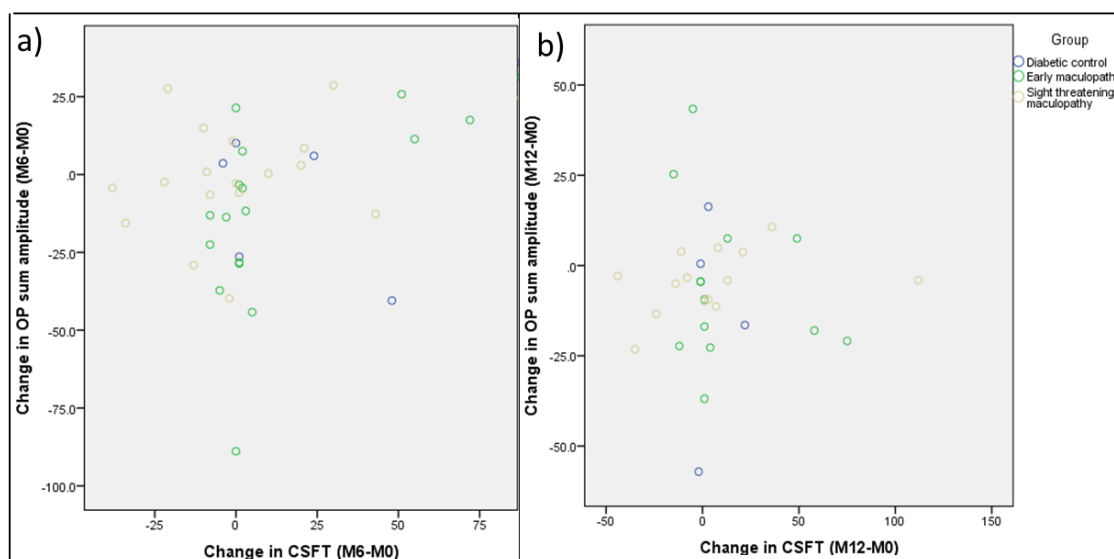 a)
Change in OP sum amplitude (M6-M0)
25.0
.0
-25.0
-50.0
-75.0
-100.0
-25
0
25
50
75
Change in CSFT (M6-M0)
b)
Change in OP sum amplitude (M12-M0)
50.0
25.0
.0
-25.0
-50.0
-50
0
50
100
150
Change in CSFT (M12-M0)
Group
Diabetic control
Early maculopath
Sight threatening
maculopathy